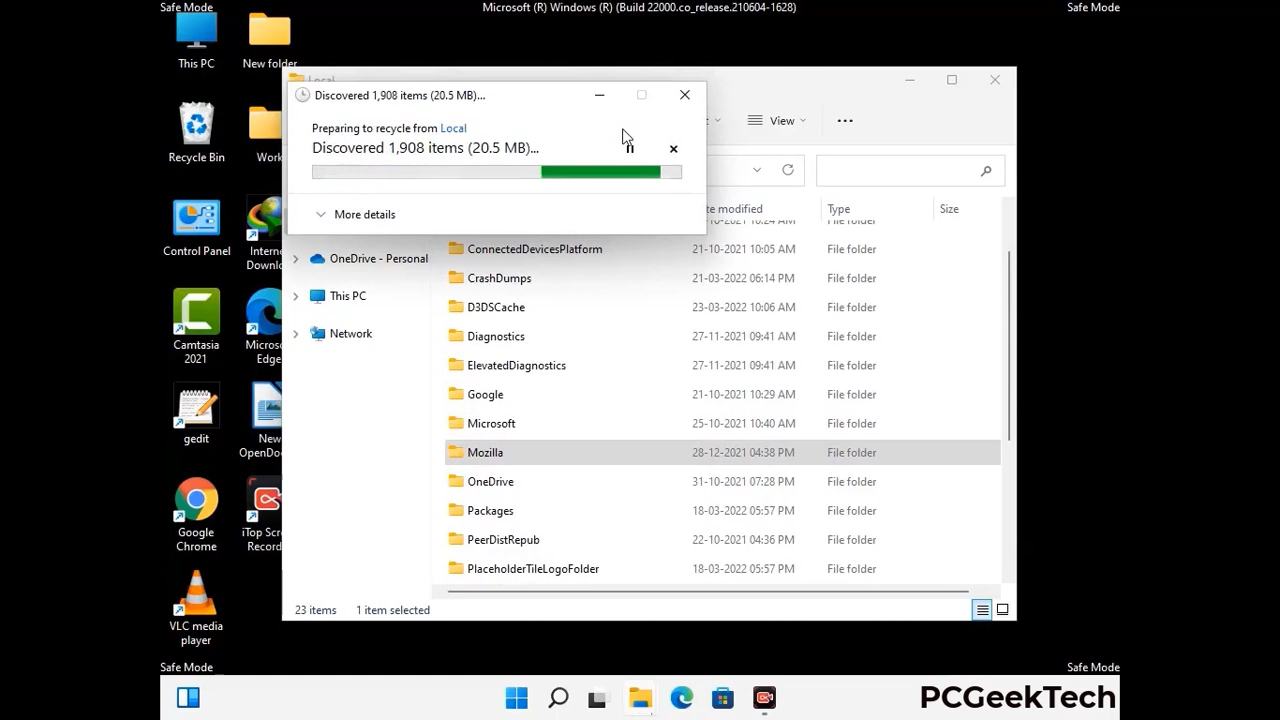 Safe Mode
Microsoft (R) Windows (R) (Build 22000.co_release.210604-1628)
Safe Mode
This PC
New folder
Recycle Bin
Work
Control Panel
Intern
Downlo
Camtasia
2021
Micros
Edge
gedit
New
OpenDo
Google
Chrome
iTop Scr
Record
VLC media
player
Local
Discovered 1,908 items (20.5 MB)...
Preparing to recycle from Local
Discovered 1,908 items (20.5 MB)...
More details
View
te modified
Type
Size
File folder
OneDrive - Personal
This PC
Network
ConnectedDevicesPlatform 21-10-2021 10:05 AM File folder
CrashDumps 21-03-2022 06:14 PM File folder
D3DSCache 23-03-2022 10:06 AM File folder
Diagnostics 27-11-2021 09:41 AM File folder
ElevatedDiagnostics 27-11-2021 09:41 AM File folder
Google 21-10-2021 10:29 AM File folder
Microsoft 25-10-2021 10:40 AM File folder
Mozilla 28-12-2021 04:38 PM File folder
OneDrive 31-10-2021 07:28 PM File folder
Packages 18-03-2022 05:57 PM File folder
PeerDistRepub 22-10-2021 04:36 PM File folder
PlaceholderTileLogoFolder 18-03-2022 05:57 PM File folder
23 items 1 item selected
Safe Mode
Safe Mode
PCGeekTech